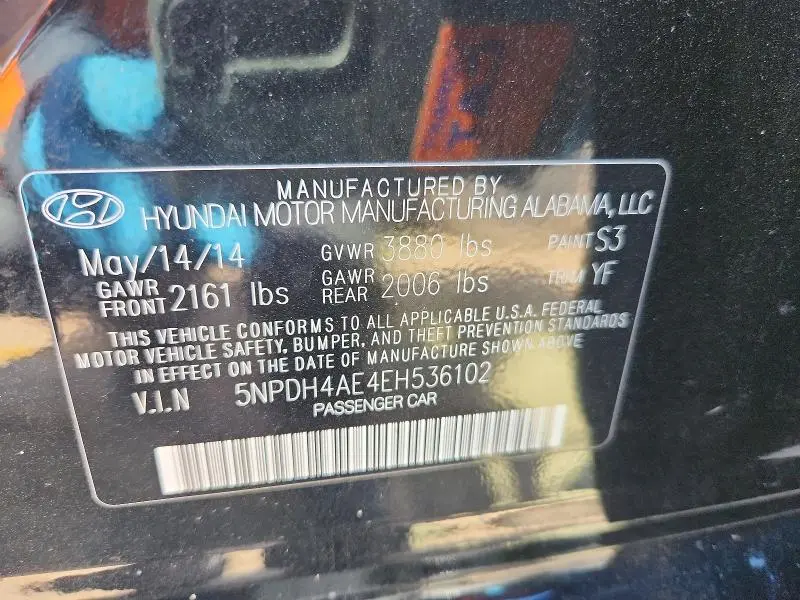 MANUFACTURED BY
HYUNDAI MOTOR MANUFACTURING ALABAMA, LLC
May/14/14 GVWR 3880 lbs PAINT S3
GAWR FRONT 2161 lbs GAWR REAR 2006 lbs TRIM YF
THIS VEHICLE CONFORMS TO ALL APPLICABLE U.S.A. FEDERAL
MOTOR VEHICLE SAFETY, BUMPER, AND THEFT PREVENTION STANDARDS
IN EFFECT ON THE DATE OF MANUFACTURE SHOWN ABOVE
V.I.N 5NPDH4AE4EH536102
PASSENGER CAR